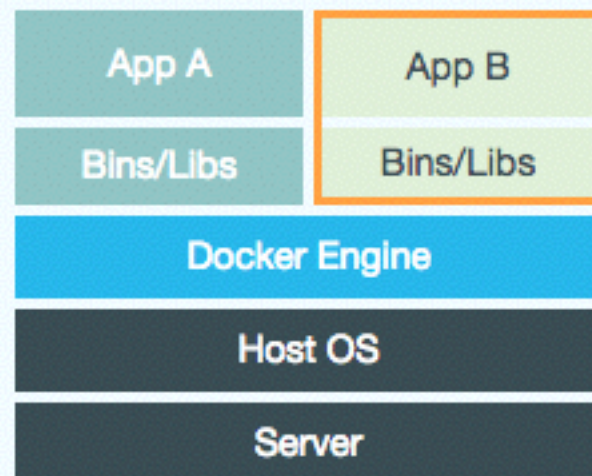 App A
App B
Bins/Libs
Bins/Libs
Docker Engine
Host OS
Server